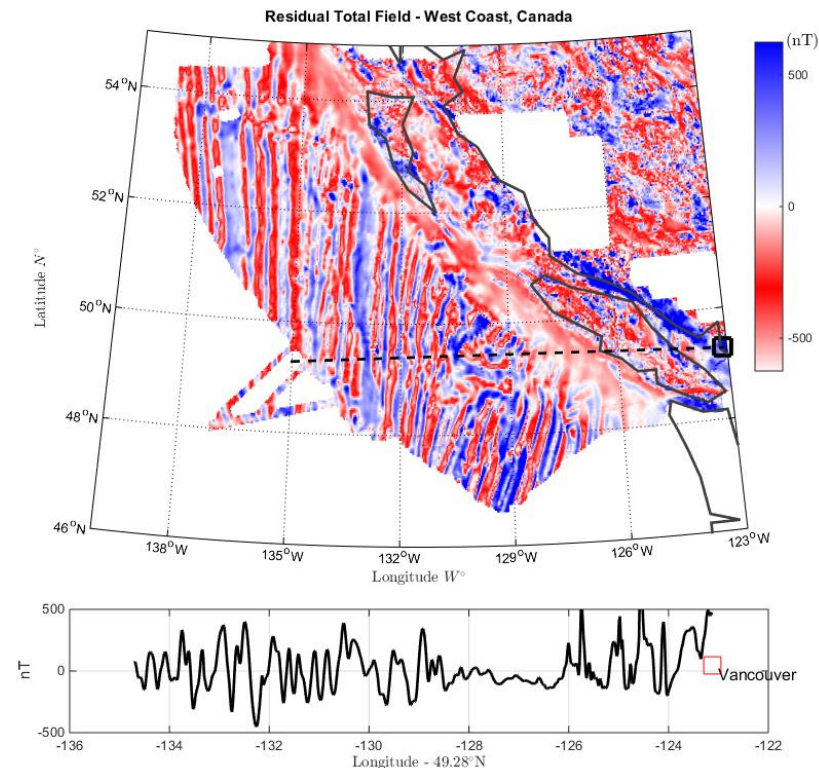 Residual Total Field - West Coast, Canada
(nT)
500
0
-500
54°N
52°N
50°N
48°N
46°N
Latitude N°
138°W
135°W
132°W
129°W
126°W
123°W
Longitude W°
500
0
-500
nT
Vancouver
-136
-134
-132
-130
-128
-126
-124
-122
Longitude - 49.28°N